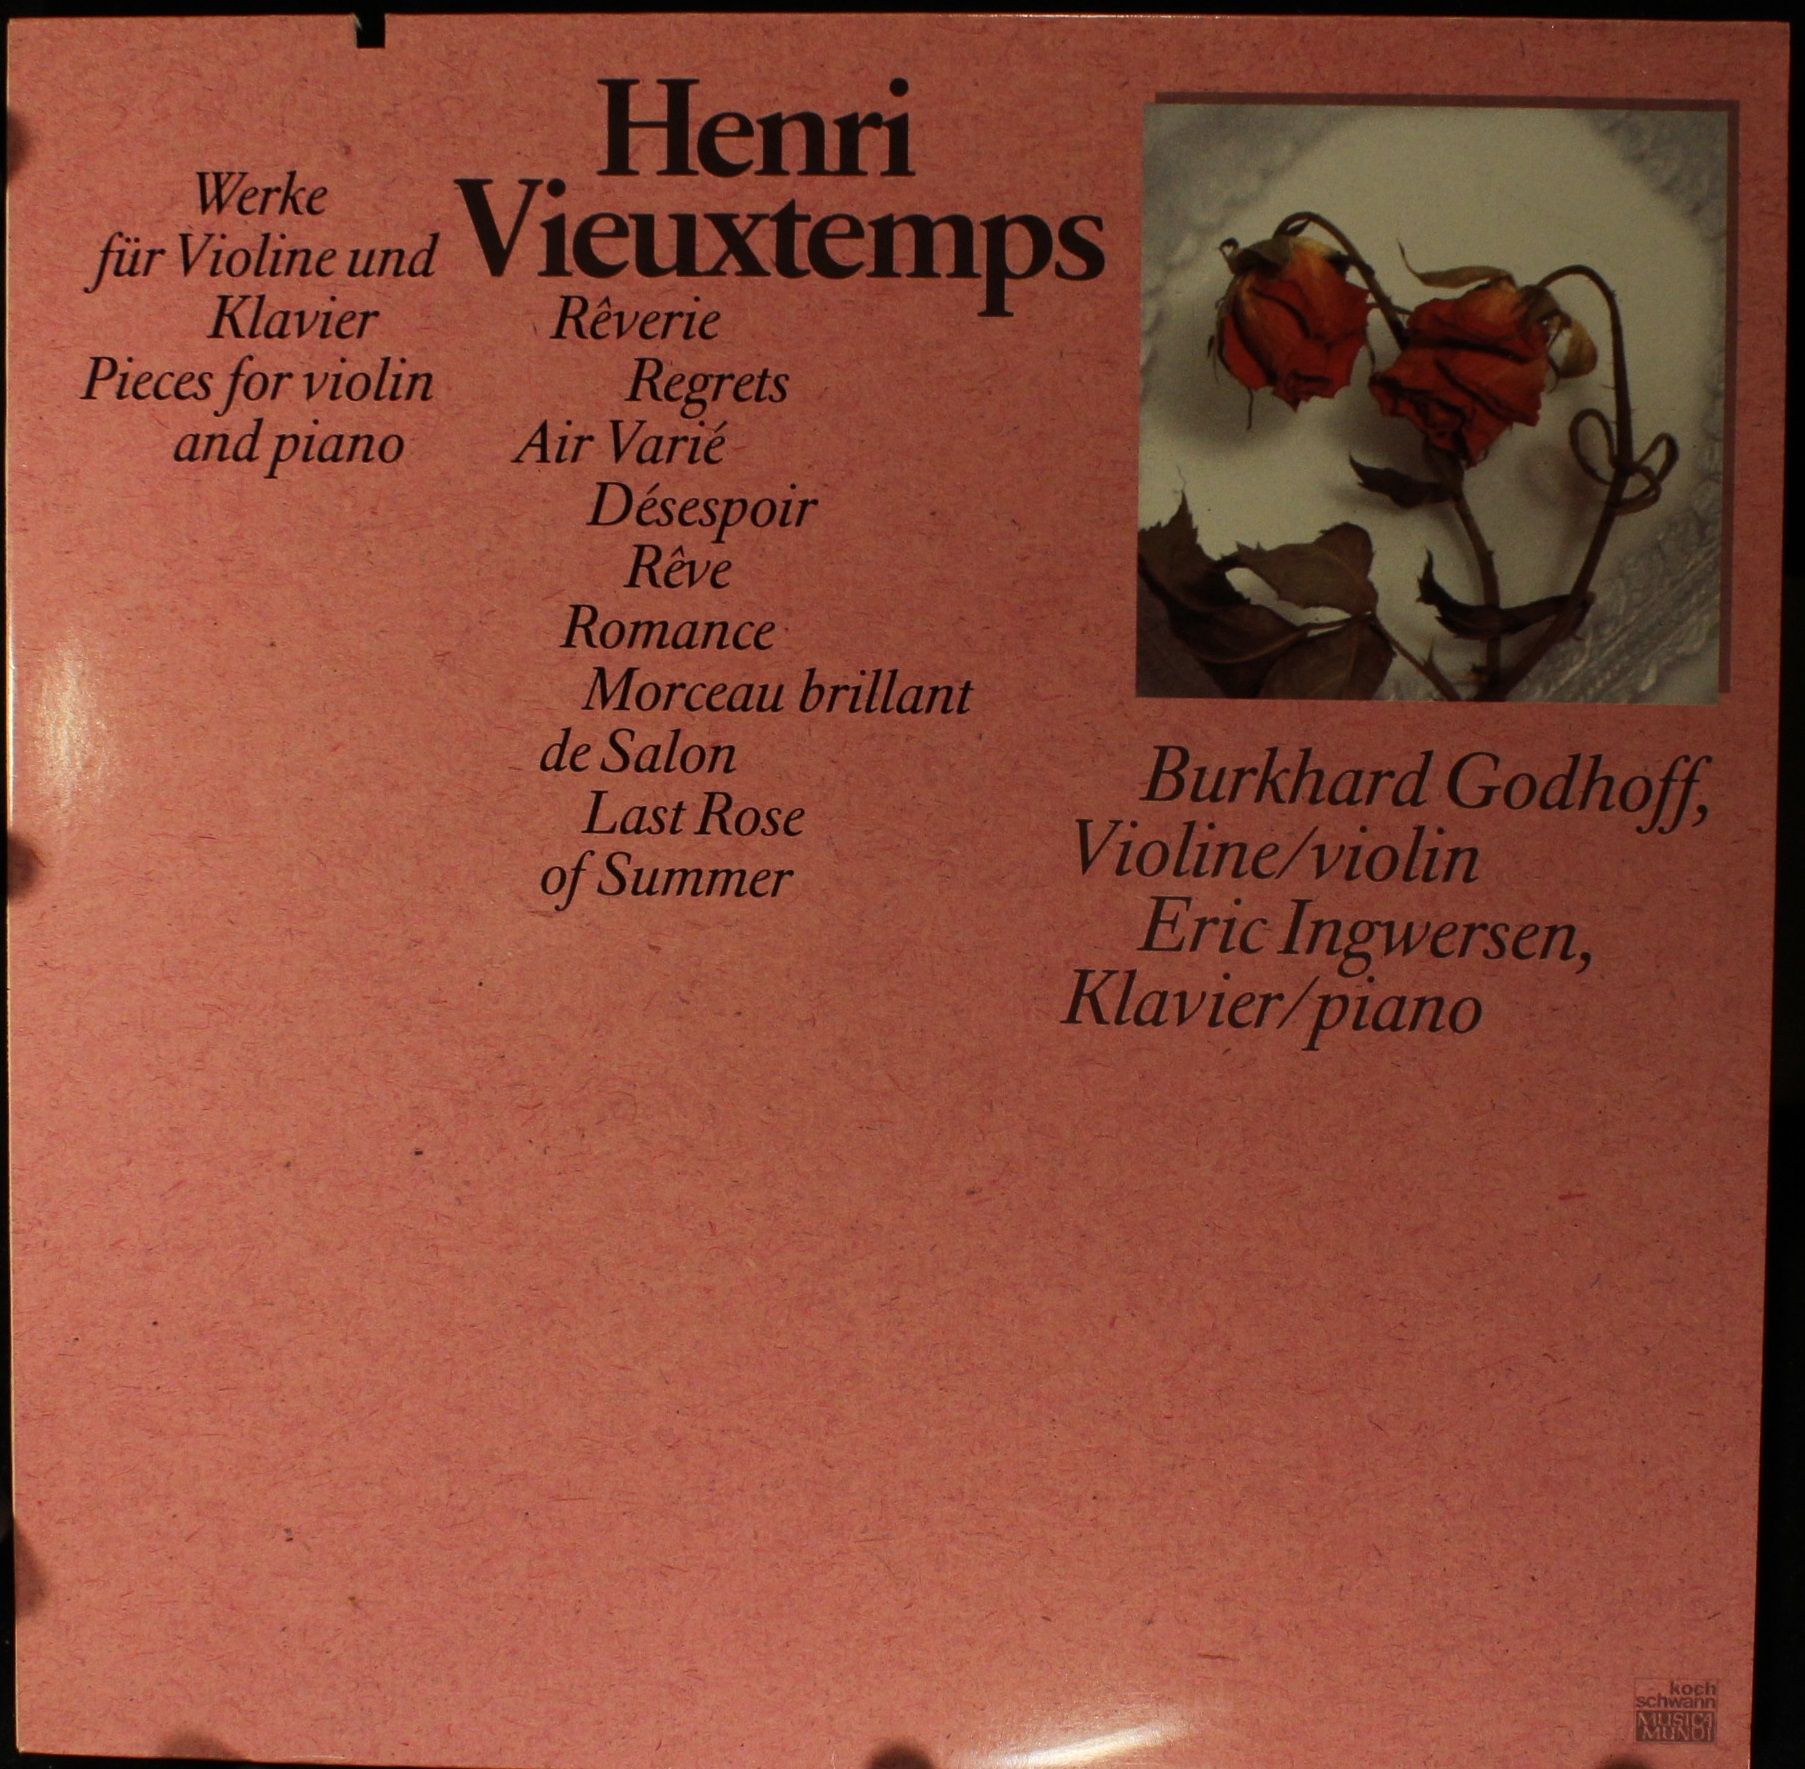 Henri
Vieuxtemps
Werke
für Violine und
Klavier
Pieces for violin
and piano
Rêverie
Regrets
Air Varié
Désespoir
Rêve
Romance
Morceau brillant
de Salon
Last Rose
of Summer
Burkhard Godhoff,
Violine/violin
Eric Ingwersen,
Klavier/piano
koch
schwann
MUSICA
MUNDI